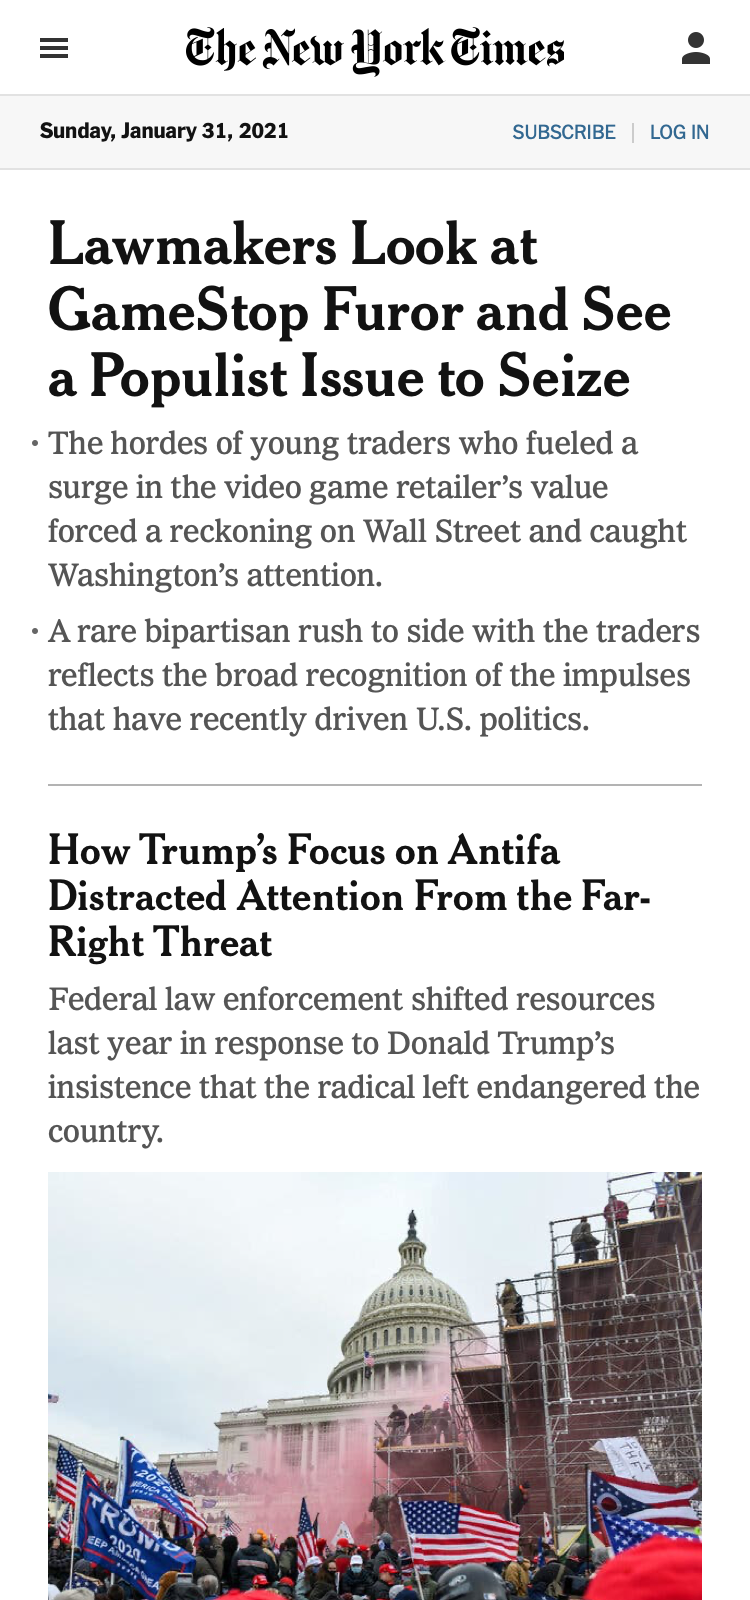 The New York Times
Sunday, January 31, 2021
SUBSCRIBE | LOG IN
Lawmakers Look at
GameStop Furor and See
a Populist Issue to Seize
• The hordes of young traders who fueled a
surge in the video game retailer’s value
forced a reckoning on Wall Street and caught
Washington’s attention.
• A rare bipartisan rush to side with the traders
reflects the broad recognition of the impulses
that have recently driven U.S. politics.
How Trump’s Focus on Antifa
Distracted Attention From the Far-
Right Threat
Federal law enforcement shifted resources
last year in response to Donald Trump’s
insistence that the radical left endangered the
country.
THE
2020
TRUMP
2020